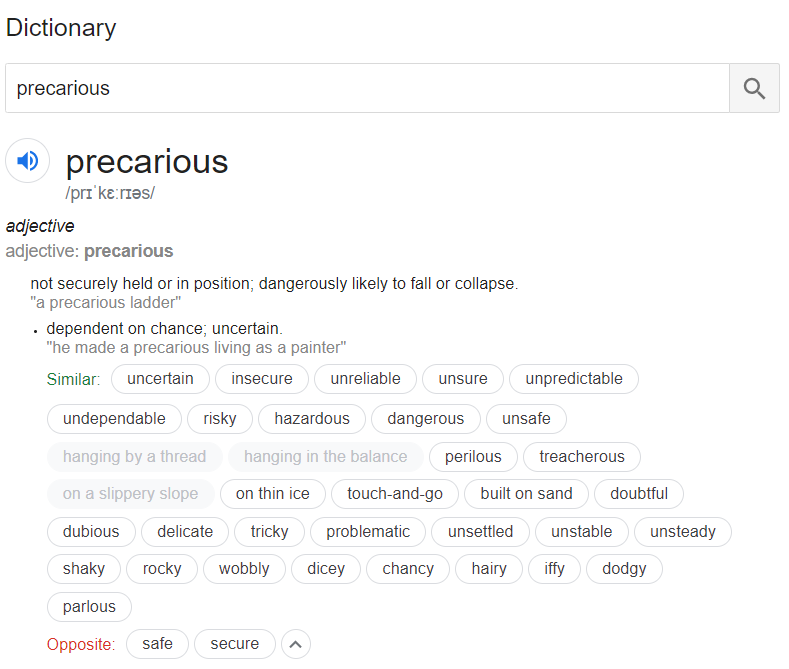 Dictionary
precarious
precarious
/prɪˈkɛːrɪəs/
adjective
adjective: precarious
not securely held or in position; dangerously likely to fall or collapse.
"a precarious ladder"
• dependent on chance; uncertain.
"he made a precarious living as a painter"
Similar: uncertain insecure unreliable unsure unpredictable
undependable risky hazardous dangerous unsafe
hanging by a thread hanging in the balance perilous treacherous
on a slippery slope on thin ice touch-and-go built on sand doubtful
dubious delicate tricky problematic unsettled unstable unsteady
shaky rocky wobbly dicey chancy hairy iffy dodgy
parlous
Opposite: safe secure